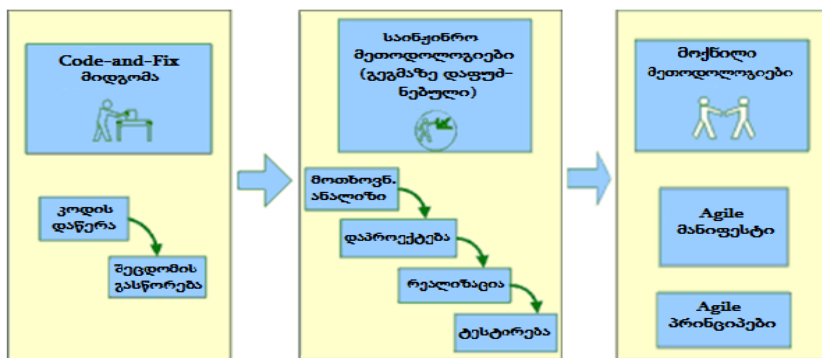 Code-and-Fix
მიდგომა
კოდის
დაწერა
შეცდომის
გასწორება
საინჟინრო
მეთოდოლოგიები
(გეგმაზე დაფუძ-
ნებული)
მოთხოვნ.
ანალიზი
დაპროექტება
რეალიზაცია
ტესტირება
მოქნილი
მეთოდოლოგიები
Agile
მანიფესტი
Agile
პრინციპები